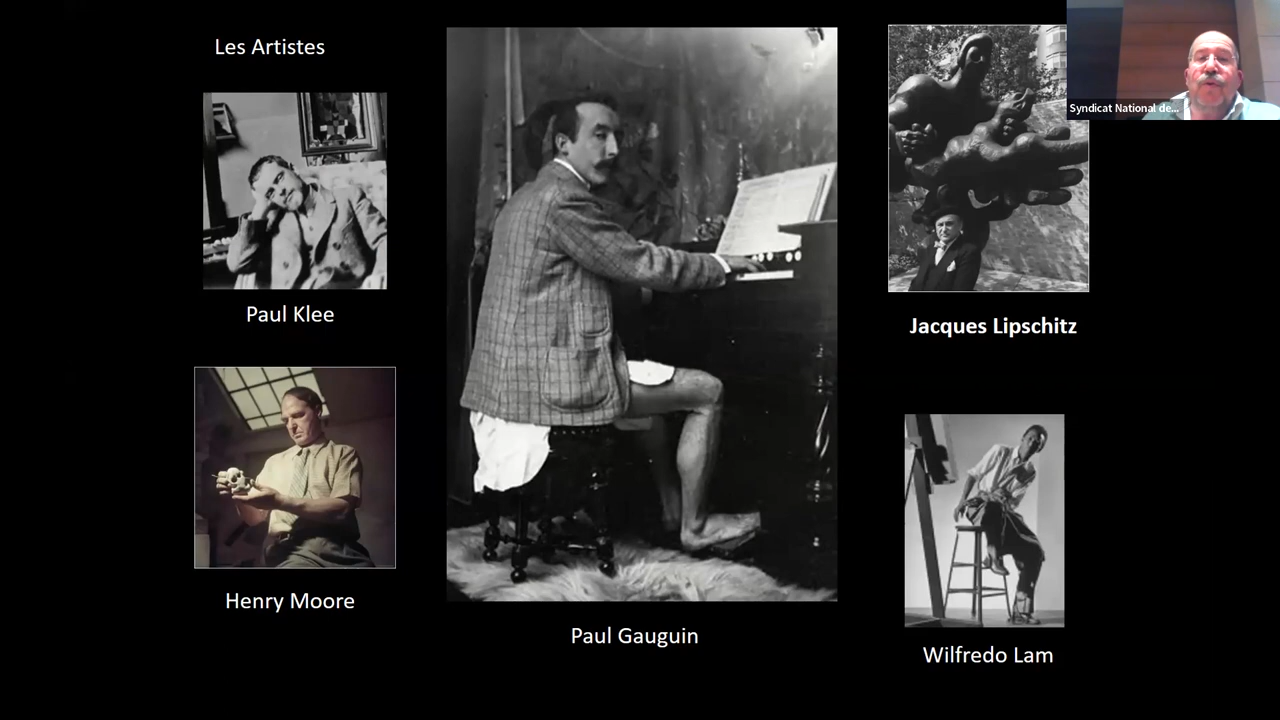 Les Artistes
Syndicat National de...
Paul Klee
Jacques Lipschitz
Henry Moore
Paul Gauguin
Wilfredo Lam